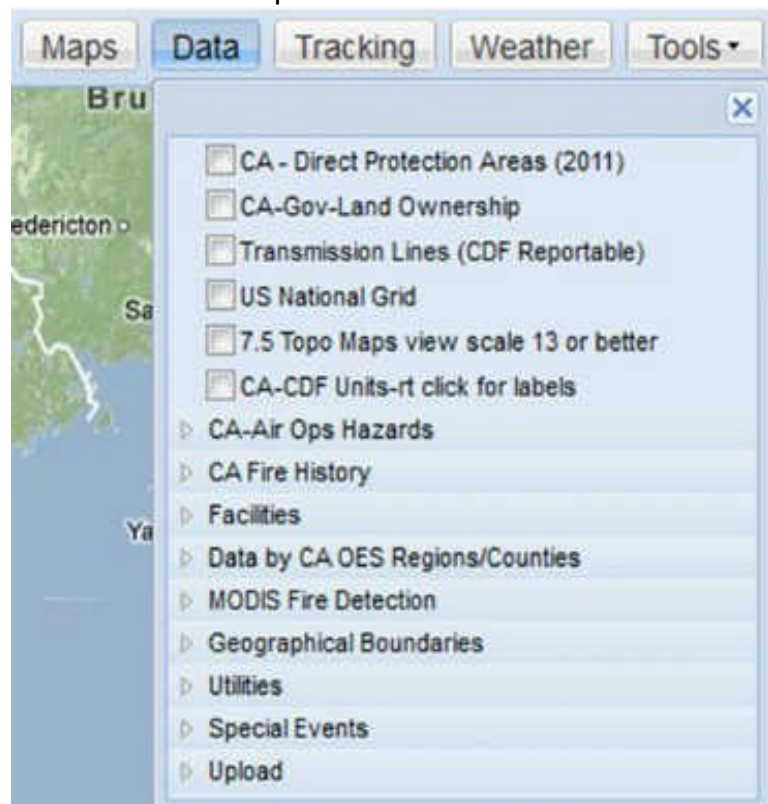 Maps Data Tracking Weather Tools
Bru
CA - Direct Protection Areas (2011)
CA-Gov-Land Ownership
edericton
Transmission Lines (CDF Reportable)
US National Grid
Sa
7.5 Topo Maps view scale 13 or better
CA-CDF Units-rt click for labels
CA-Air Ops Hazards
CA Fire History
Facilities
Ya
Data by CA OES Regions/Counties
MODIS Fire Detection
Geographical Boundaries
Utilities
Special Events
Upload